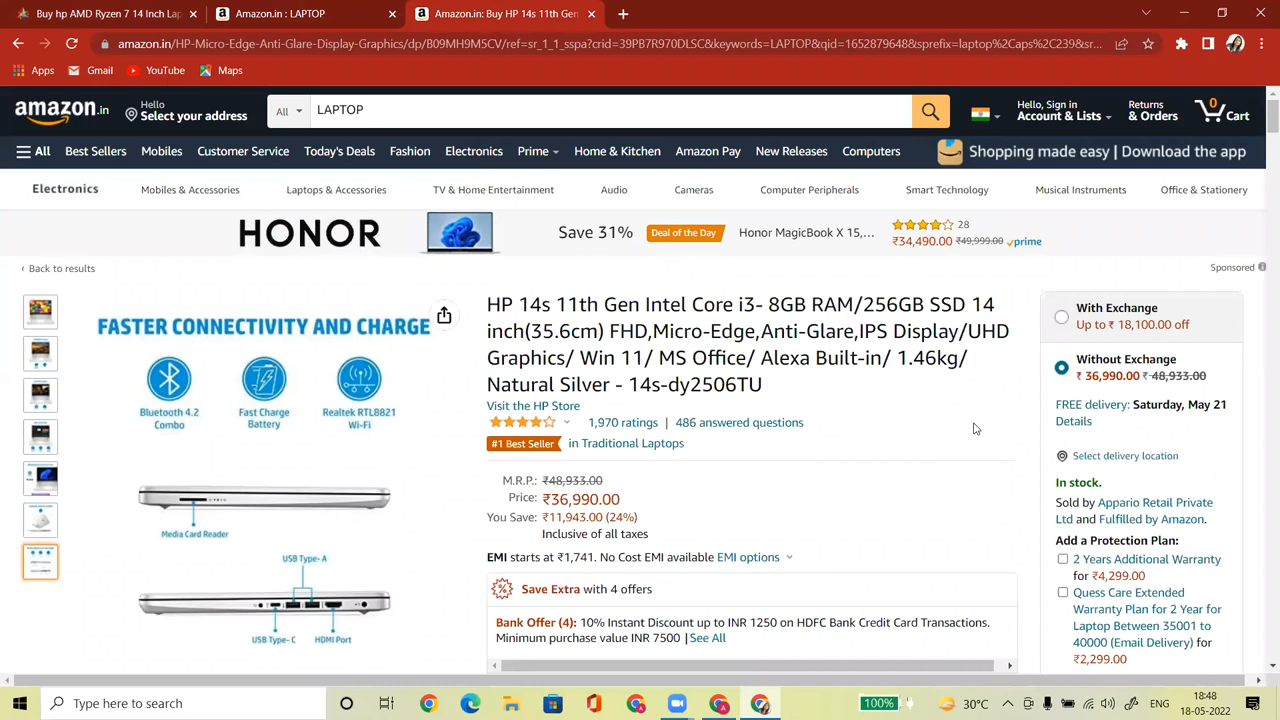 Buy hp AMD Ryzen 7 14 Inch Lap
Amazon.in : LAPTOP
Amazon.in: Buy HP 14s 11th Gen
amazon.in/HP-Micro-Edge-Anti-Glare-Display-Graphics/dp/B09MH9M5CV/ref=sr_1_1_sspa?crid=39PB7R970DLSC&keywords=LAPTOP&qid=1652879648&sprefix=laptop%2Caps%2C239&sr...
Apps Gmail YouTube Maps
amazon.in
Hello
Select your address
All LAPTOP
Hello, Sign in
Account & Lists
Returns
& Orders
0
Cart
All Best Sellers Mobiles Customer Service Today's Deals Fashion Electronics Prime Home & Kitchen Amazon Pay New Releases Computers Shopping made easy | Download the app
Electronics Mobiles & Accessories Laptops & Accessories TV & Home Entertainment Audio Cameras Computer Peripherals Smart Technology Musical Instruments Office & Stationery
HONOR Save 31% Deal of the Day Honor MagicBook X 15,... 28
₹34,490.00 ₹49,999.00 prime
‹ Back to results
Sponsored
FASTER CONNECTIVITY AND CHARGE
Bluetooth 4.2
Combo
Fast Charge
Battery
Realtek RTL8821
Wi-Fi
Media Card Reader
USB Type-A
USB Type-C HDMI Port
HP 14s 11th Gen Intel Core i3- 8GB RAM/256GB SSD 14
inch(35.6cm) FHD,Micro-Edge,Anti-Glare,IPS Display/UHD
Graphics/ Win 11/ MS Office/ Alexa Built-in/ 1.46kg/
Natural Silver - 14s-dy2506TU
Visit the HP Store
1,970 ratings | 486 answered questions
#1 Best Seller in Traditional Laptops
M.R.P.: ₹48,933.00
Price: ₹36,990.00
You Save: ₹11,943.00 (24%)
Inclusive of all taxes
EMI starts at ₹1,741. No Cost EMI available EMI options
Save Extra with 4 offers
Bank Offer (4): 10% Instant Discount up to INR 1250 on HDFC Bank Credit Card Transactions.
Minimum purchase value INR 7500 | See All
With Exchange
Up to ₹ 18,100.00 off
Without Exchange
₹ 36,990.00 ₹ 48,933.00
FREE delivery: Saturday, May 21
Details
Select delivery location
In stock.
Sold by Appario Retail Private
Ltd and Fulfilled by Amazon.
Add a Protection Plan:
2 Years Additional Warranty
for ₹4,299.00
Quess Care Extended
Warranty Plan for 2 Year for
Laptop Between 35001 to
40000 (Email Delivery) for
₹2,299.00
Type here to search
100%
30°C
ENG
18:48
18-05-2022